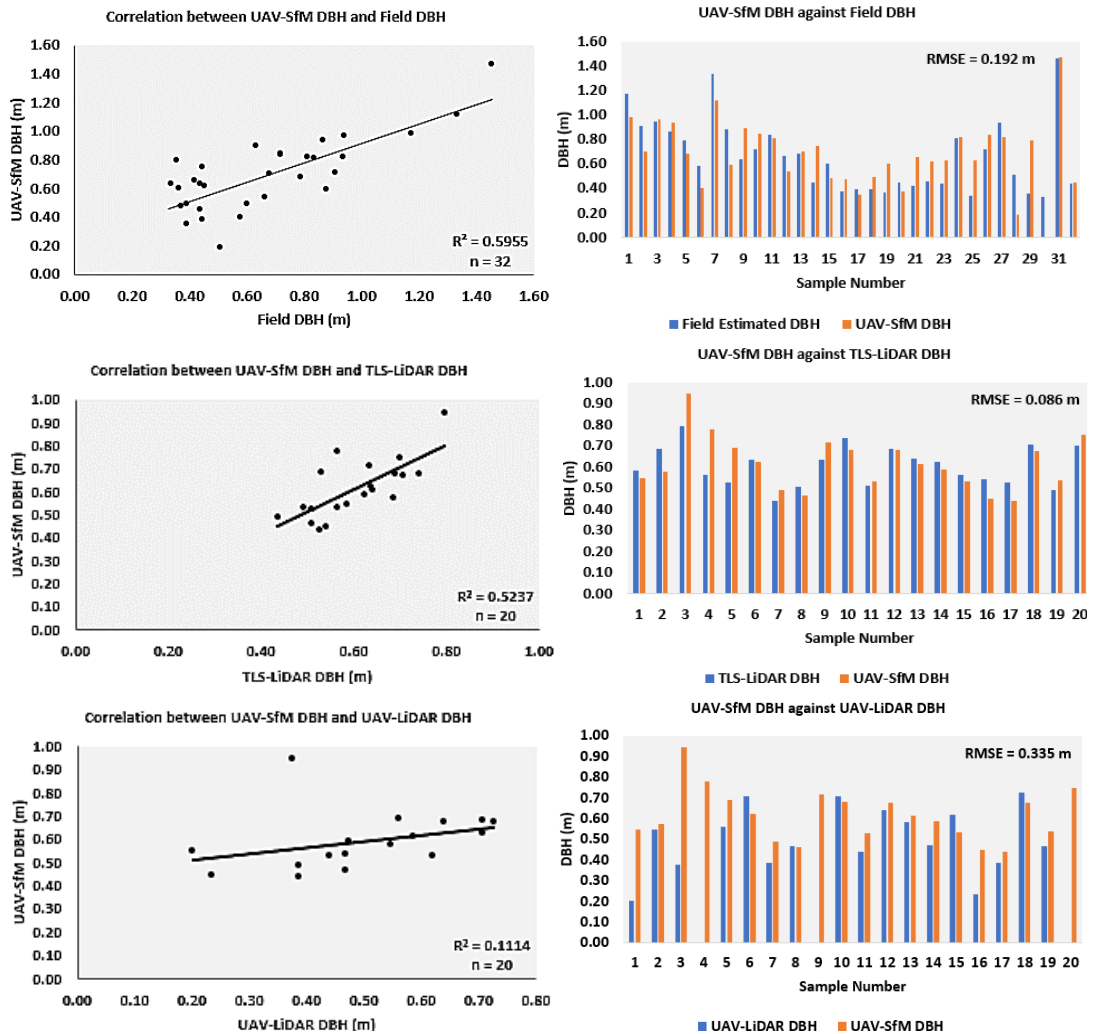 Correlation between UAV-SfM DBH and Field DBH
UAV-SfM DBH (m)
1.60
1.40
1.20
1.00
0.80
0.60
0.40
0.20
0.00
R² = 0.5955
n = 32
0.00 0.20 0.40 0.60 0.80 1.00 1.20 1.40 1.60
Field DBH (m)
UAV-SfM DBH against Field DBH
RMSE = 0.192 m
DBH (m)
1.60
1.40
1.20
1.00
0.80
0.60
0.40
0.20
0.00
1 3 5 7 9 11 13 15 17 19 21 23 25 27 29 31
Sample Number
Field Estimated DBH UAV-SfM DBH
Correlation between UAV-SfM DBH and TLS-LiDAR DBH
UAV-SfM DBH (m)
1.00
0.90
0.80
0.70
0.60
0.50
0.40
0.30
0.20
0.10
0.00
R² = 0.5237
n = 20
0.00 0.20 0.40 0.60 0.80 1.00
TLS-LiDAR DBH (m)
UAV-SfM DBH against TLS-LiDAR DBH
RMSE = 0.086 m
DBH (m)
1.00
0.90
0.80
0.70
0.60
0.50
0.40
0.30
0.20
0.10
0.00
1 2 3 4 5 6 7 8 9 10 11 12 13 14 15 16 17 18 19 20
Sample Number
TLS-LiDAR DBH UAV-SfM DBH
Correlation between UAV-SfM DBH and UAV-LiDAR DBH
UAV-SfM DBH (m)
1.00
0.90
0.80
0.70
0.60
0.50
0.40
0.30
0.20
0.10
0.00
R² = 0.1114
n = 20
0.00 0.10 0.20 0.30 0.40 0.50 0.60 0.70 0.80
UAV-LiDAR DBH (m)
UAV-SfM DBH against UAV-LiDAR DBH
RMSE = 0.335 m
DBH (m)
1.00
0.90
0.80
0.70
0.60
0.50
0.40
0.30
0.20
0.10
0.00
1 2 3 4 5 6 7 8 9 10 11 12 13 14 15 16 17 18 19 20
Sample Number
UAV-LiDAR DBH UAV-SfM DBH